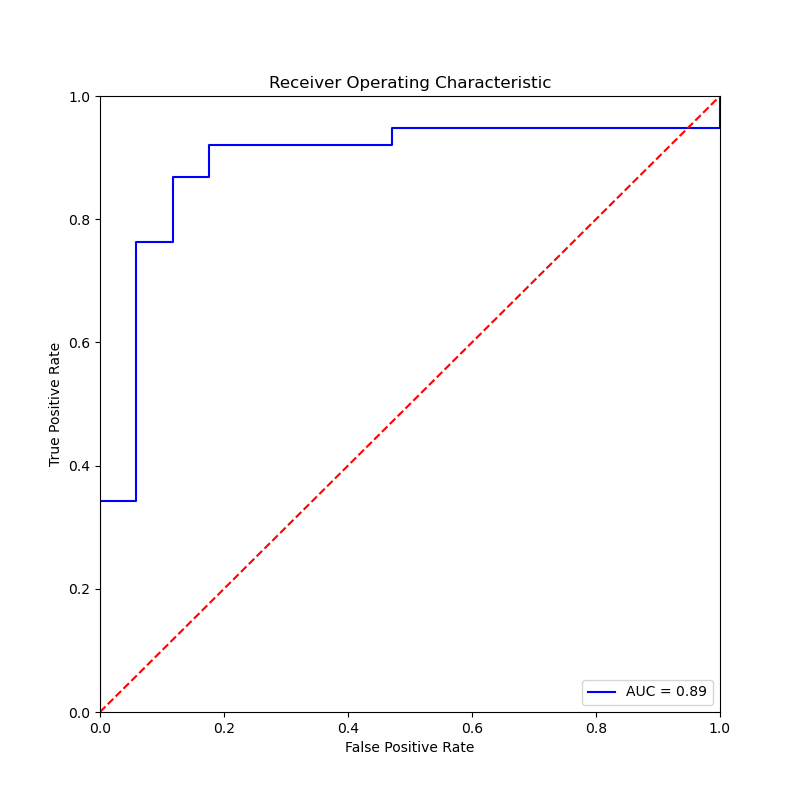 Receiver Operating Characteristic
True Positive Rate
1.0
0.8
0.6
0.4
0.2
0.0
AUC = 0.89
0.0 0.2 0.4 0.6 0.8 1.0
False Positive Rate